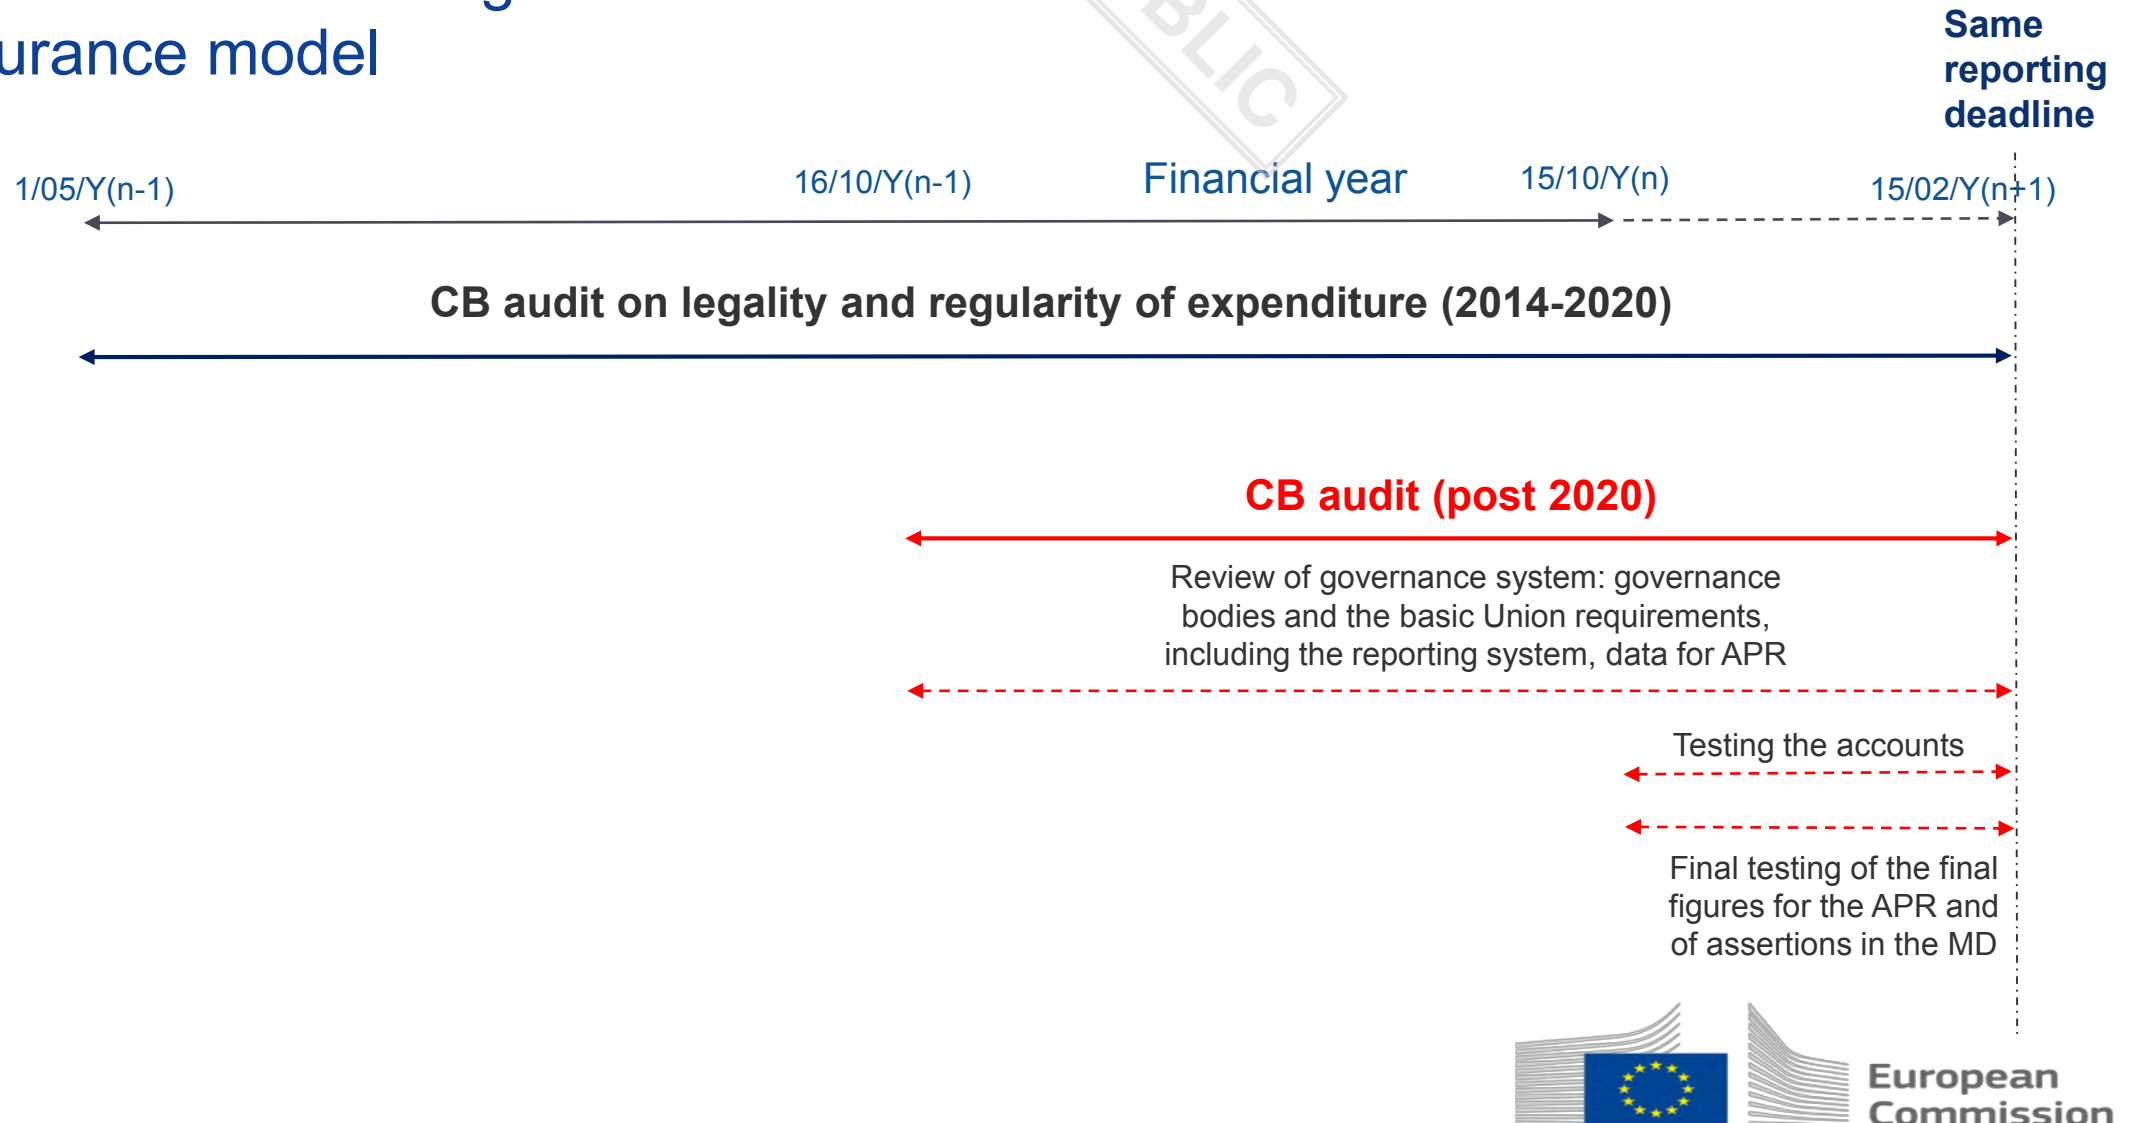 urance model
BLIC
Same
reporting
deadline
1/05/Y(n-1)
16/10/Y(n-1)
Financial year
15/10/Y(n)
15/02/Y(n+1)
CB audit on legality and regularity of expenditure (2014-2020)
CB audit (post 2020)
Review of governance system: governance
bodies and the basic Union requirements,
including the reporting system, data for APR
Testing the accounts
Final testing of the final
figures for the APR and
of assertions in the MD
European
Commission